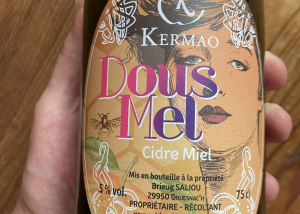 KERMAO
Dous
Mel
Cidre Miel
Mis en bouteille à la propriété
Brieug SALIOU
5 % vol.
29950 GOUESNAC'H
75 cl
PROPRIÉTAIRE - RÉCOLTANT